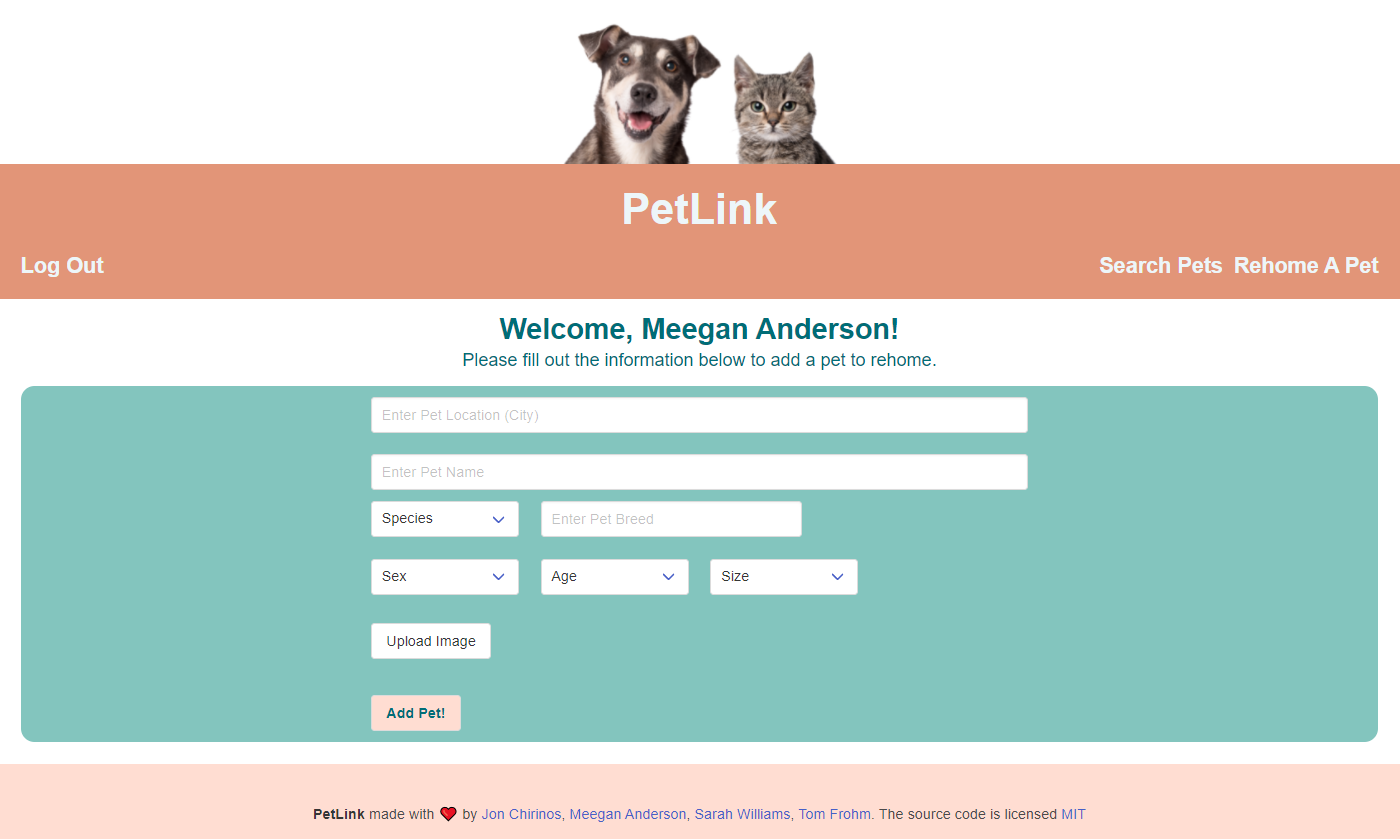 PetLink
Log Out
Search Pets Rehome A Pet
Welcome, Meegan Anderson!
Please fill out the information below to add a pet to rehome.
Enter Pet Location (City)
Enter Pet Name
Species
Enter Pet Breed
Sex
Age
Size
Upload Image
Add Pet!
PetLink made with ❤ by Jon Chirinos, Meegan Anderson, Sarah Williams, Tom Frohm. The source code is licensed MIT